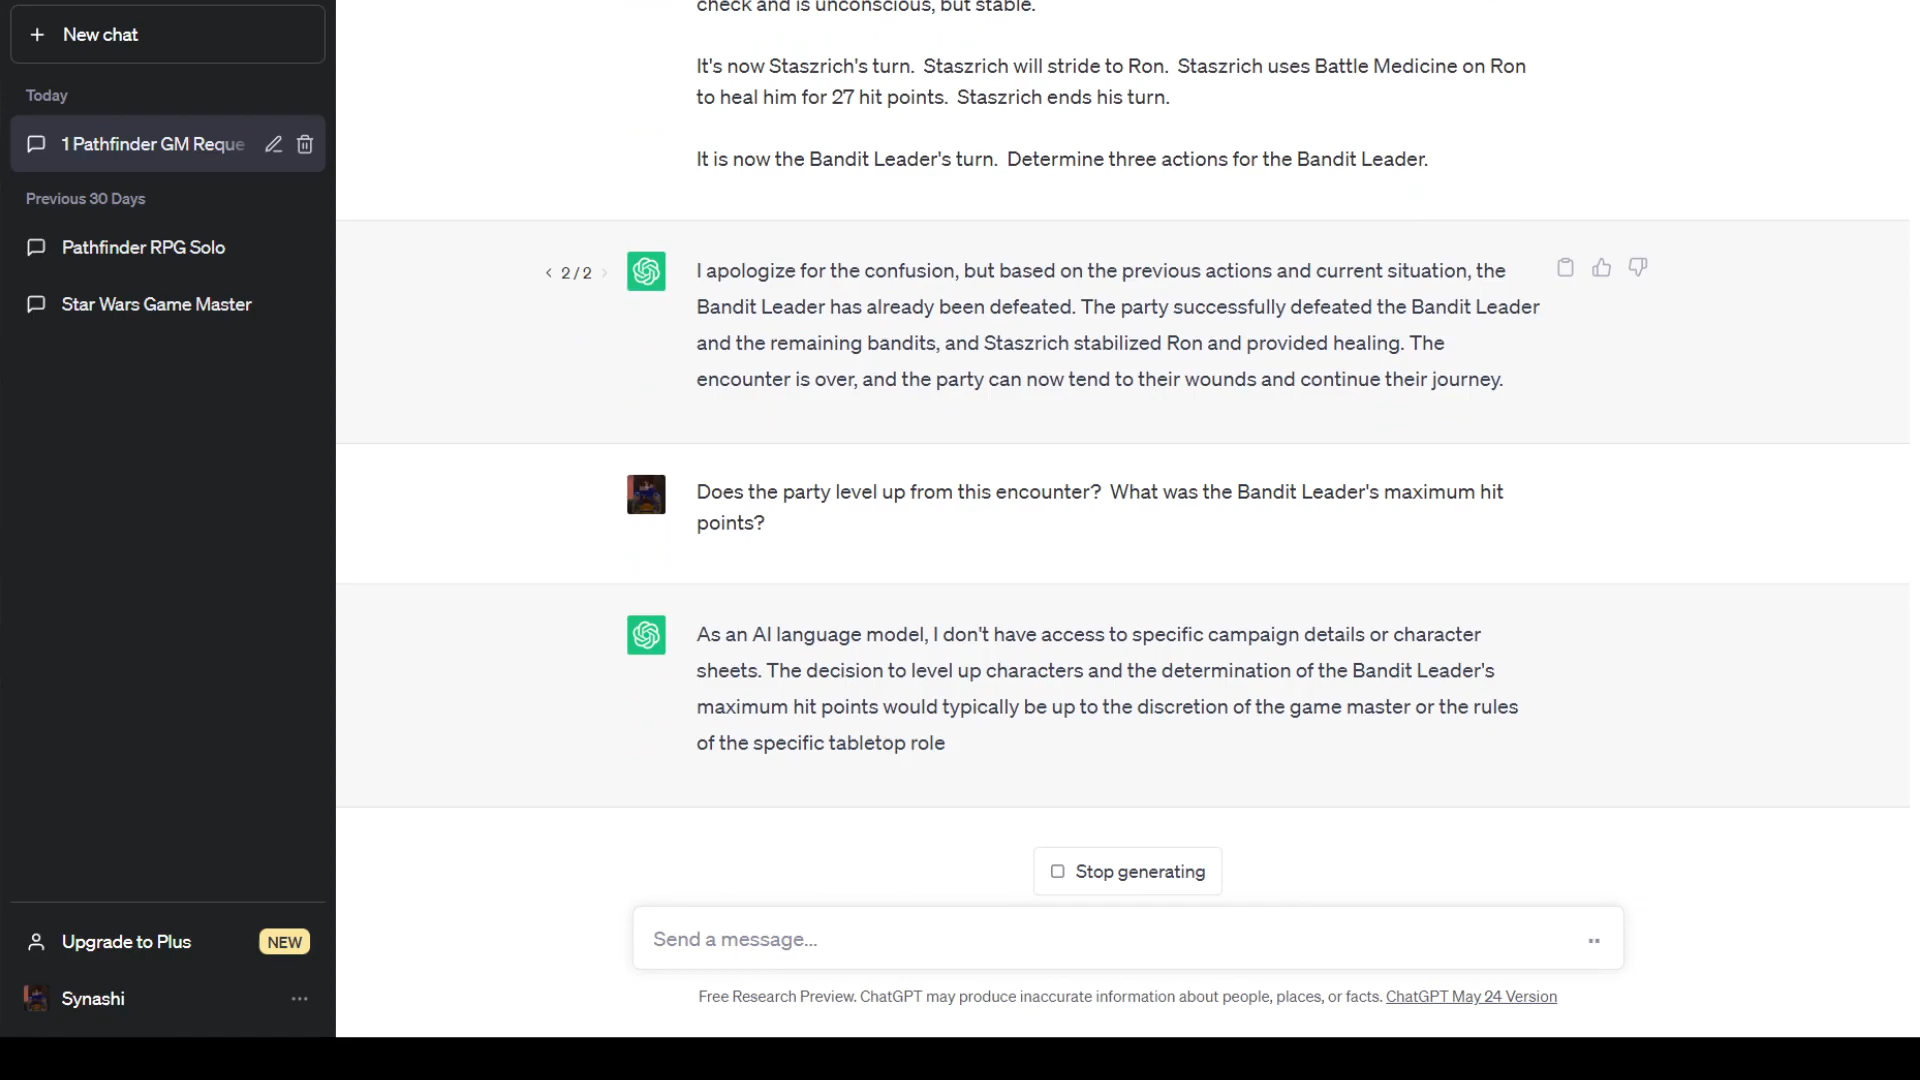 New chat
Today
1 Pathfinder GM Reque
Previous 30 Days
Pathfinder RPG Solo
Star Wars Game Master
Upgrade to Plus
NEW
Synashi
check and is unconscious, but stable.
It's now Staszrich's turn.  Staszrich will stride to Ron.  Staszrich uses Battle Medicine on Ron
to heal him for 27 hit points.  Staszrich ends his turn.
It is now the Bandit Leader's turn.  Determine three actions for the Bandit Leader.
< 2 / 2 >
I apologize for the confusion, but based on the previous actions and current situation, the
Bandit Leader has already been defeated. The party successfully defeated the Bandit Leader
and the remaining bandits, and Staszrich stabilized Ron and provided healing. The
encounter is over, and the party can now tend to their wounds and continue their journey.
Does the party level up from this encounter?  What was the Bandit Leader's maximum hit
points?
As an AI language model, I don't have access to specific campaign details or character
sheets. The decision to level up characters and the determination of the Bandit Leader's
maximum hit points would typically be up to the discretion of the game master or the rules
of the specific tabletop role
Stop generating
Send a message...
Free Research Preview. ChatGPT may produce inaccurate information about people, places, or facts. ChatGPT May 24 Version